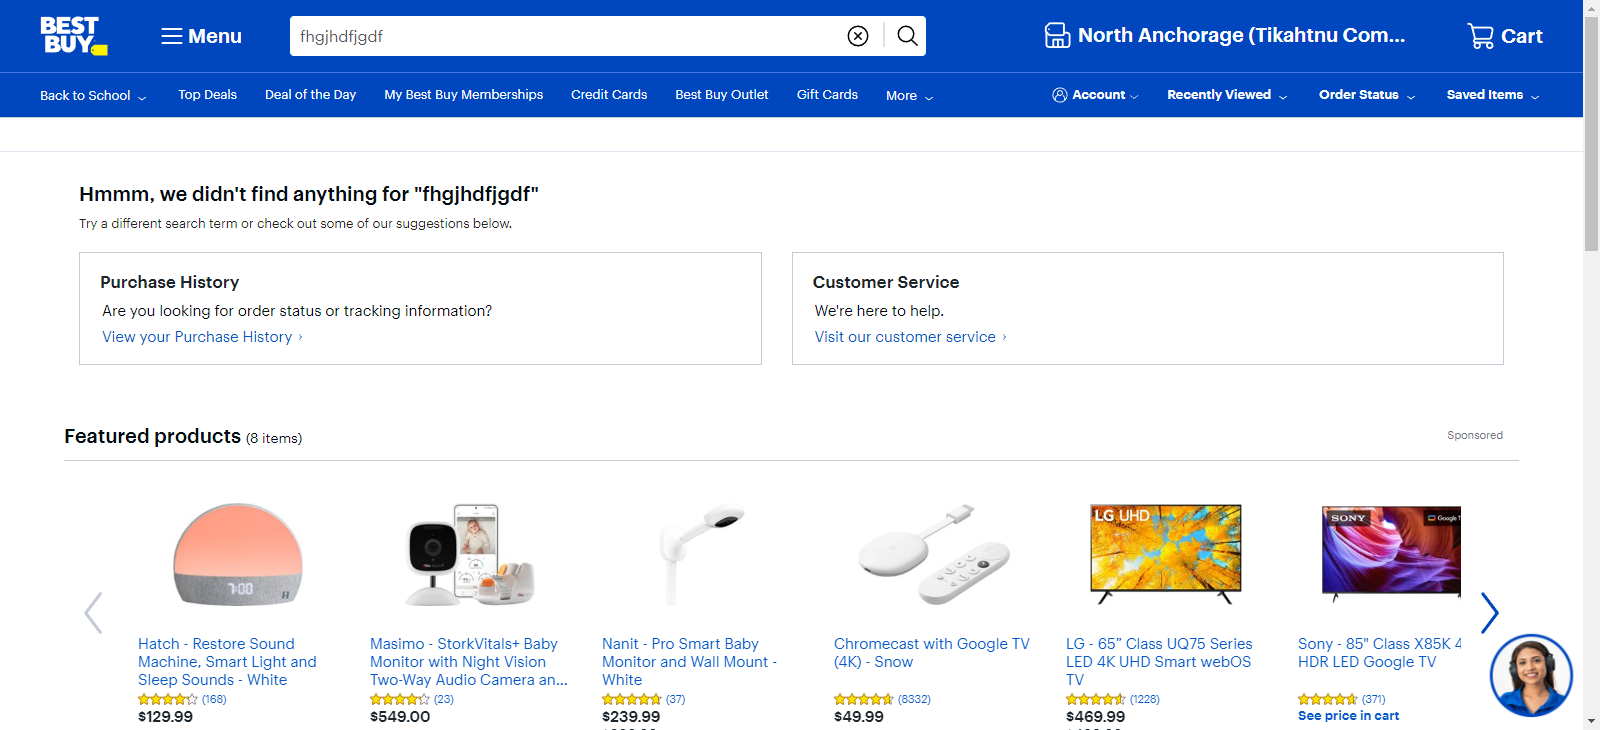 BEST
BUY
Menu
fhgjhdfjgdf
North Anchorage (Tikahtnu Com...
Cart
Back to School
Top Deals
Deal of the Day
My Best Buy Memberships
Credit Cards
Best Buy Outlet
Gift Cards
More
Account
Recently Viewed
Order Status
Saved Items
Hmmm, we didn't find anything for "fhgjhdfjgdf"
Try a different search term or check out some of our suggestions below.
Purchase History
Are you looking for order status or tracking information?
View your Purchase History
Customer Service
We're here to help.
Visit our customer service
Featured products (8 items)
Sponsored
7:00
LG UHD
SONY
Google T
Hatch - Restore Sound
Machine, Smart Light and
Sleep Sounds - White
(168)
$129.99
Masimo - StorkVitals+ Baby
Monitor with Night Vision
Two-Way Audio Camera an...
(23)
$549.00
Nanit - Pro Smart Baby
Monitor and Wall Mount -
White
(37)
$239.99
Chromecast with Google TV
(4K) - Snow
(8332)
$49.99
LG - 65” Class UQ75 Series
LED 4K UHD Smart webOS
TV
(1228)
$469.99
Sony - 85" Class X85K 4
HDR LED Google TV
(371)
See price in cart